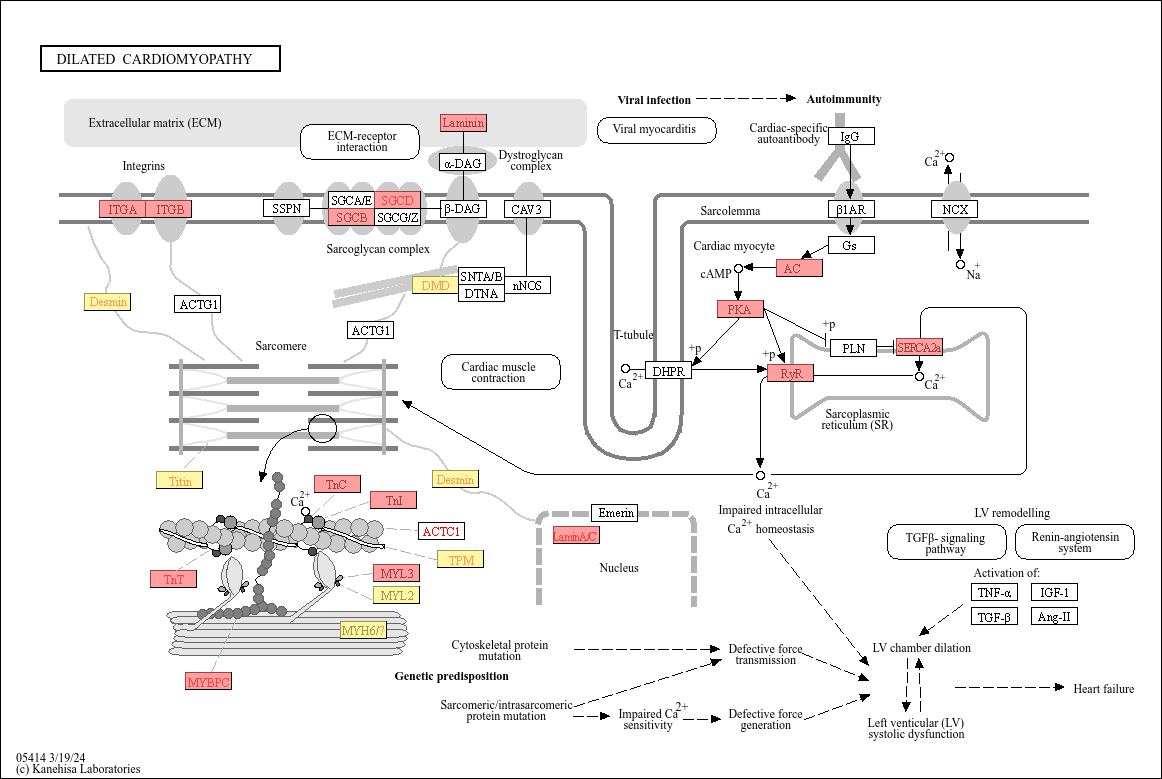 DILATED CARDIOMYOPATHY
Viral infection
Autoimmunity
Extracellular matrix (ECM)
ECM-receptor
interaction
Laminin
Viral myocarditis
Cardiac-specific
autoantibody
IgG
Ca2+
Integrins
α-DAG
Dystroglycan
complex
ITGA
ITGB
SSPN
SGCA/E
SGCD
SGCB
SGCG/Z
β-DAG
CAV3
Sarcolemma
β1AR
NCX
Sarcoglycan complex
Cardiac myocyte
Gs
cAMP
AC
Na+
Desmin
ACTG1
DMD
SNTA/B
DTNA
nNOS
PKA
ACTG1
T-tubule
+p
+p
+p
PLN
SERCA2a
Sarcomere
Cardiac muscle
contraction
Ca2+
DHPR
RyR
Ca2+
Sarcoplasmic
reticulum (SR)
Titin
Desmin
Ca2+
TnC
TnI
Ca2+
ACTC1
Emerin
LaminA/C
Impaired intracellular
Ca2+ homeostasis
LV remodelling
TGFβ- signaling
pathway
Renin-angiotensin
system
TPM
Nucleus
TnT
MYL3
MYL2
Activation of:
TNF-α
IGF-1
TGF-β
Ang-II
MYH6/7
MYBPC
Cytoskeletal protein
mutation
Defective force
transmission
LV chamber dilation
Genetic predisposition
Heart failure
Sarcomeric/intrasarcomeric
protein mutation
Impaired Ca2+
sensitivity
Defective force
generation
Left venticular (LV)
systolic dysfunction
05414 3/19/24
(c) Kanehisa Laboratories